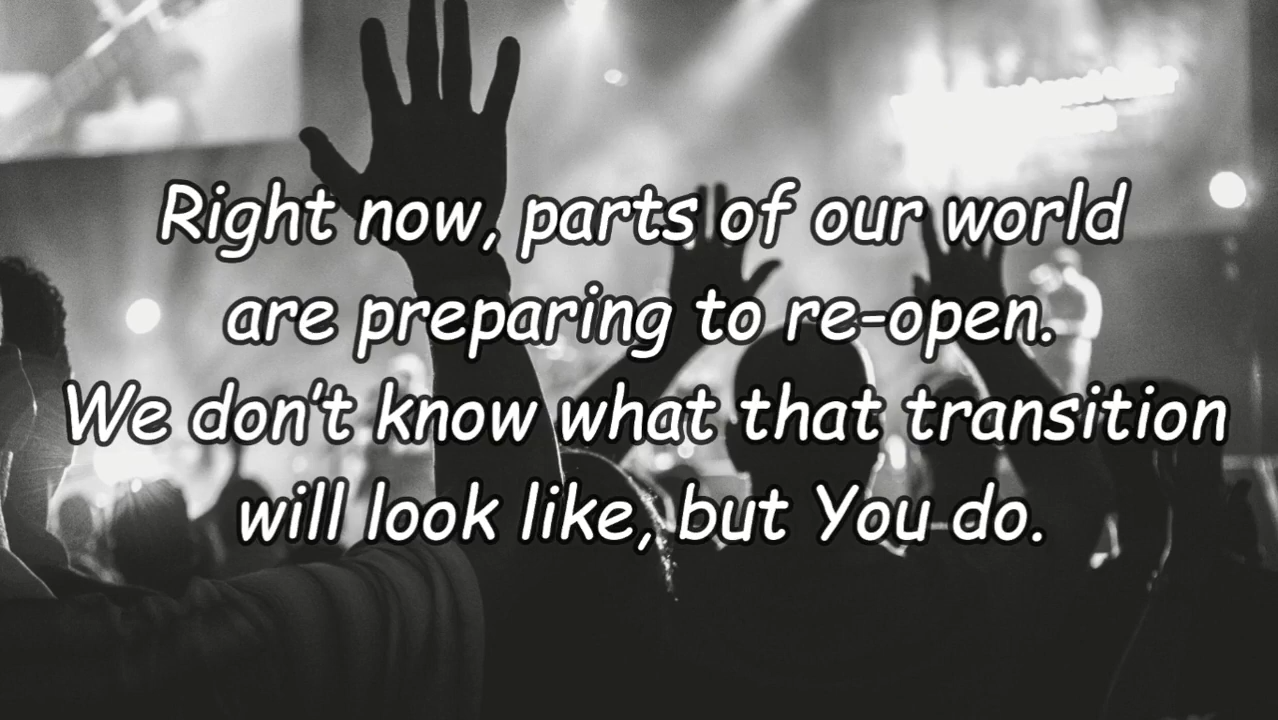 Right now, parts of our world
are preparing to re-open.
We don't know what that transition
will look like, but You do.